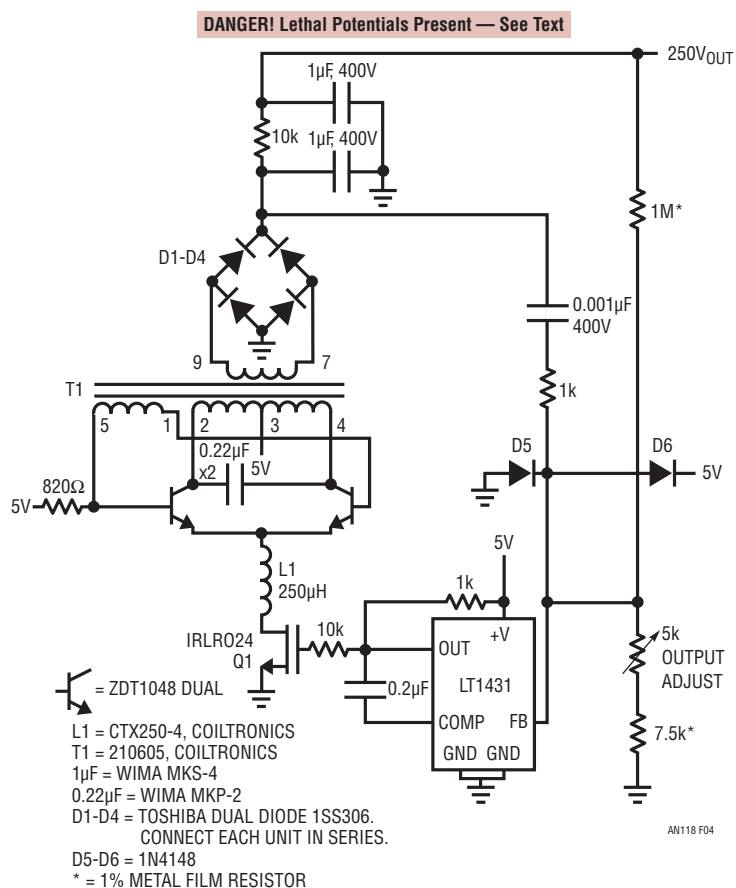 DANGER! Lethal Potentials Present — See Text
250VOUT
1µF, 400V
10k
1µF, 400V
1M*
D1-D4
0.001µF
400V
9
7
T1
1k
5
1
2
3
4
0.22µF
x2
5V
D5
D6
5V
820Ω
5V
5V
L1
250µH
1k
+V
IRLRO24
Q1
10k
OUT
5k
OUTPUT
ADJUST
0.2µF
LT1431
COMP
FB
7.5k*
GND GND
= ZDT1048 DUAL
L1 = CTX250-4, COILTRONICS
T1 = 210605, COILTRONICS
1µF = WIMA MKS-4
0.22µF = WIMA MKP-2
D1-D4 = TOSHIBA DUAL DIODE 1SS306.
CONNECT EACH UNIT IN SERIES.
D5-D6 = 1N4148
* = 1% METAL FILM RESISTOR
AN118 F04